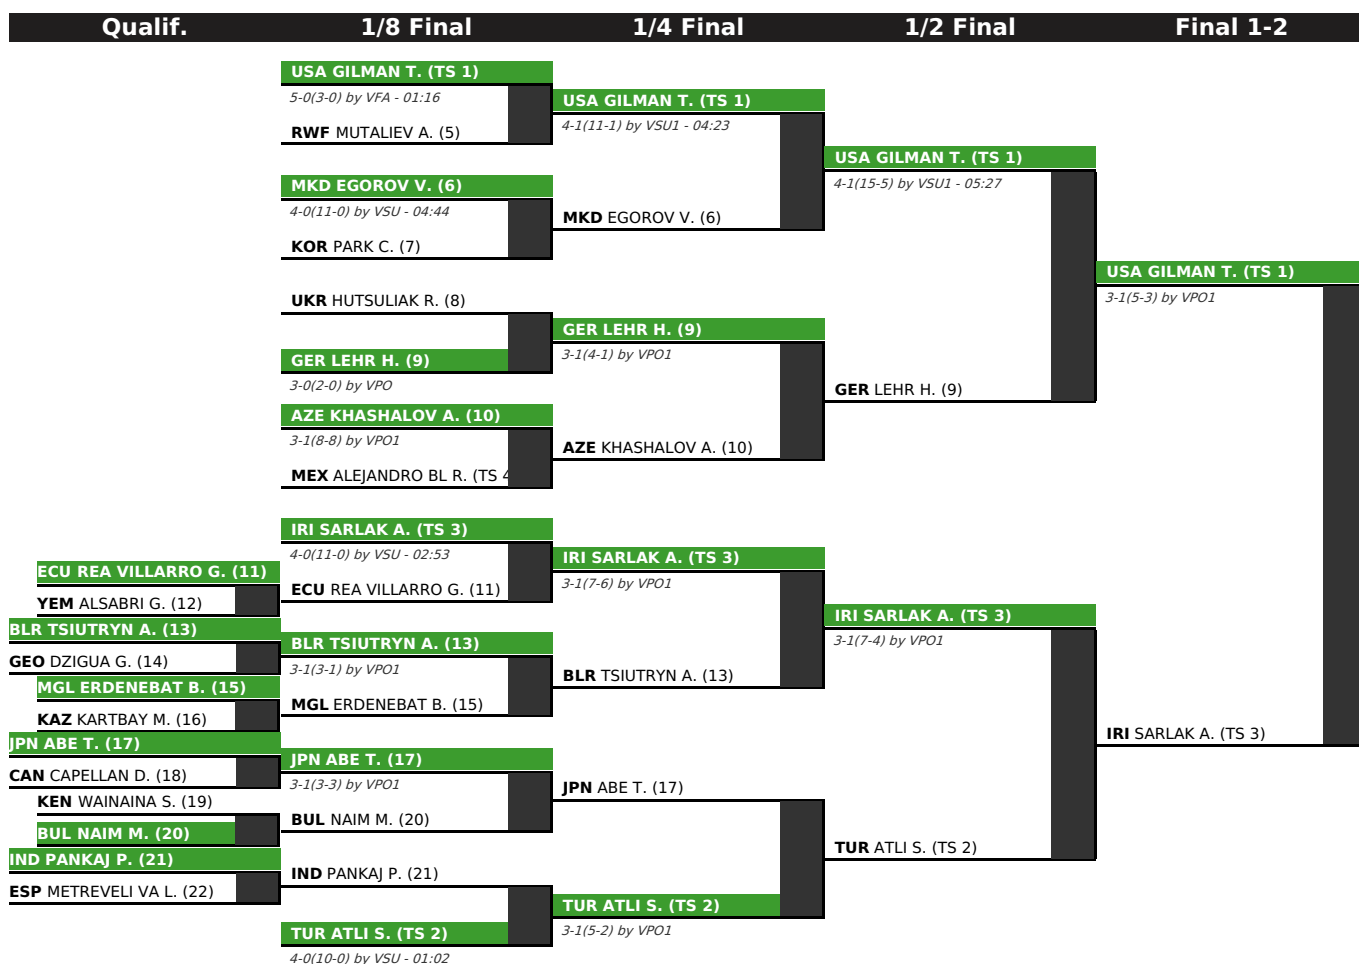 Qualif.
1/8 Final
1/4 Final
1/2 Final
Final 1-2
ECU REA VILLARRO G. (11)
YEM ALSABRI G. (12)
BLR TSIUTRYN A. (13)
GEO DZIGUA G. (14)
MGL ERDENEBAT B. (15)
KAZ KARTBAY M. (16)
JPN ABE T. (17)
CAN CAPELLAN D. (18)
KEN WAINAINA S. (19)
BUL NAIM M. (20)
IND PANKAJ P. (21)
ESP METREVELI VA L. (22)
USA GILMAN T. (TS 1)
5-0(3-0) by VFA - 01:16
RWF MUTALIEV A. (5)
MKD EGOROV V. (6)
4-0(11-0) by VSU - 04:44
KOR PARK C. (7)
UKR HUTSULIAK R. (8)
GER LEHR H. (9)
3-0(2-0) by VPO
AZE KHASHALOV A. (10)
3-1(8-8) by VPO1
MEX ALEJANDRO BL R. (TS 4
IRI SARLAK A. (TS 3)
4-0(11-0) by VSU - 02:53
ECU REA VILLARRO G. (11)
BLR TSIUTRYN A. (13)
3-1(3-1) by VPO1
MGL ERDENEBAT B. (15)
JPN ABE T. (17)
3-1(3-3) by VPO1
BUL NAIM M. (20)
IND PANKAJ P. (21)
TUR ATLI S. (TS 2)
4-0(10-0) by VSU - 01:02
USA GILMAN T. (TS 1)
4-1(11-1) by VSU1 - 04:23
MKD EGOROV V. (6)
GER LEHR H. (9)
3-1(4-1) by VPO1
AZE KHASHALOV A. (10)
IRI SARLAK A. (TS 3)
3-1(7-6) by VPO1
BLR TSIUTRYN A. (13)
JPN ABE T. (17)
TUR ATLI S. (TS 2)
3-1(5-2) by VPO1
USA GILMAN T. (TS 1)
4-1(15-5) by VSU1 - 05:27
GER LEHR H. (9)
IRI SARLAK A. (TS 3)
3-1(7-4) by VPO1
TUR ATLI S. (TS 2)
USA GILMAN T. (TS 1)
3-1(5-3) by VPO1
IRI SARLAK A. (TS 3)